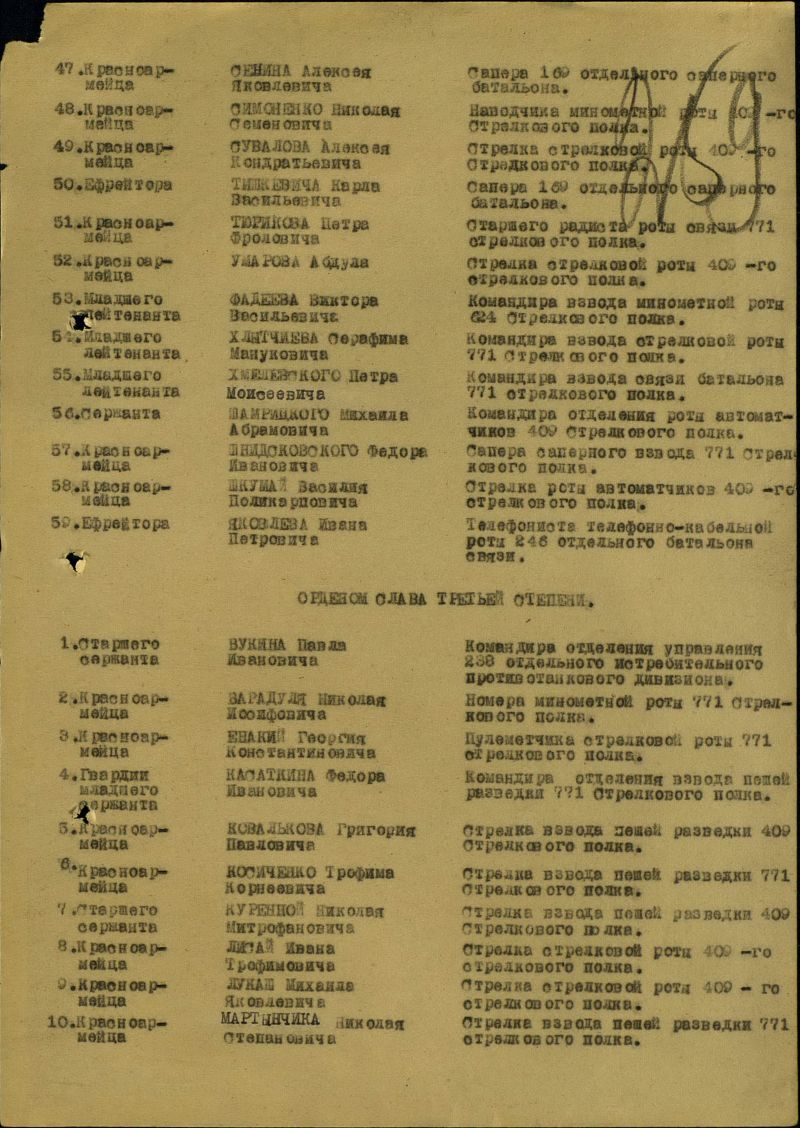 47.Красноар- СЕНИНА Алексея Сапера 169 отдельного саперного
мейца Яковлевича батальона.
48.Красноар- СИМОНЕНКО Николая Наводчика минометной роты 409 -го
мейца Семеновича Стрелкового полка.
49.Красноар- СУВАЛОВА Алексея Стрелка стрелковой роты 409 -го
мейца Кондратьевича Стрелкового полка.
50.Ефрейтора ТИШКЕВИЧА Карла Сапера 169 отдельного саперного
Васильевича батальона.
51.Красноар- ТЮРИКОВА Петра Старшего радиста роты связи 771
мейца Фроловича стрелкового полка.
52.Красноар- УМАРОВА Абдула Стрелка стрелковой роты 409 -го
мейца стрелкового полка.
53.Младшего ФАДЕЕВА Виктора Командира взвода минометной роты
лейтенанта Васильевича 624 Стрелкового полка.
54.Младшего ХЛЯТЧИЕВА Серафима Командира взвода стрелковой роты
лейтенанта Мануковича 771 Стрелкового полка.
55.Младшего ХМЕЛЕВСКОГО Петра Командира взвода связи батальона
лейтенанта Моисеевича 771 стрелкового полка.
56.Сержанта Михаила Командира отделения роты автомат-
Абрамовича чиков 409 Стрелкового полка.
57.Красноар- Федора Сапера саперного взвода 771 Стрел-
мейца Ивановича кового полка.
58.Красноар- ШКУМАЙ Василия Стрелка роты автоматчиков 409 -го
мейца Поликарповича стрелкового полка.
59.Ефрейтора ЯКОВЛЕВА Ивана Телефониста телефонно-кабельной
Петровича роты 246 отдельного батальона
связи.
ОРДЕНОМ СЛАВА ТРЕТЬЕЙ СТЕПЕНИ.
1.Старшего ВУКИНА Павла Командира отделения управления
сержанта Ивановича 238 отдельного истребительного
противотанкового дивизиона.
2.Красноар- ЗАРАДУЛЯ Николая Номера минометной роты 771 Стрел-
мейца Иосифовича кового полка.
3.Красноар- ЕВАКИЙ Георгия Пулеметчика стрелковой роты 771
мейца Константиновича стрелкового полка.
4.Гвардии КАСАТКИНА Федора Командира отделения взвода пешей
младшего Ивановича разведки 771 Стрелкового полка.
сержанта
5.Красноар- КОВАЛЬКОВА Григория Стрелка взвода пешей разведки 409
мейца Павловича Стрелкового полка.
6.Красноар- КОСИЧЕНКО Трофима Стрелка взвода пешей разведки 771
мейца Корнеевича Стрелкового полка.
7.Старшего КУРЕННОЙ Николая Стрелка взвода пешей разведки 409
сержанта Митрофановича Стрелкового полка.
8.Красноар- ЛИСАЙ Ивана Стрелка стрелковой роты 409 -го
мейца Трофимовича стрелкового полка.
9.Красноар- ЛУКАШ Михаила Стрелка стрелковой роты 409 - го
мейца Яковлевича стрелкового полка.
10.Красноар- МАРТЫНЧИКА Николая Стрелка взвода пешей разведки 771
мейца Степановича стрелкового полка.